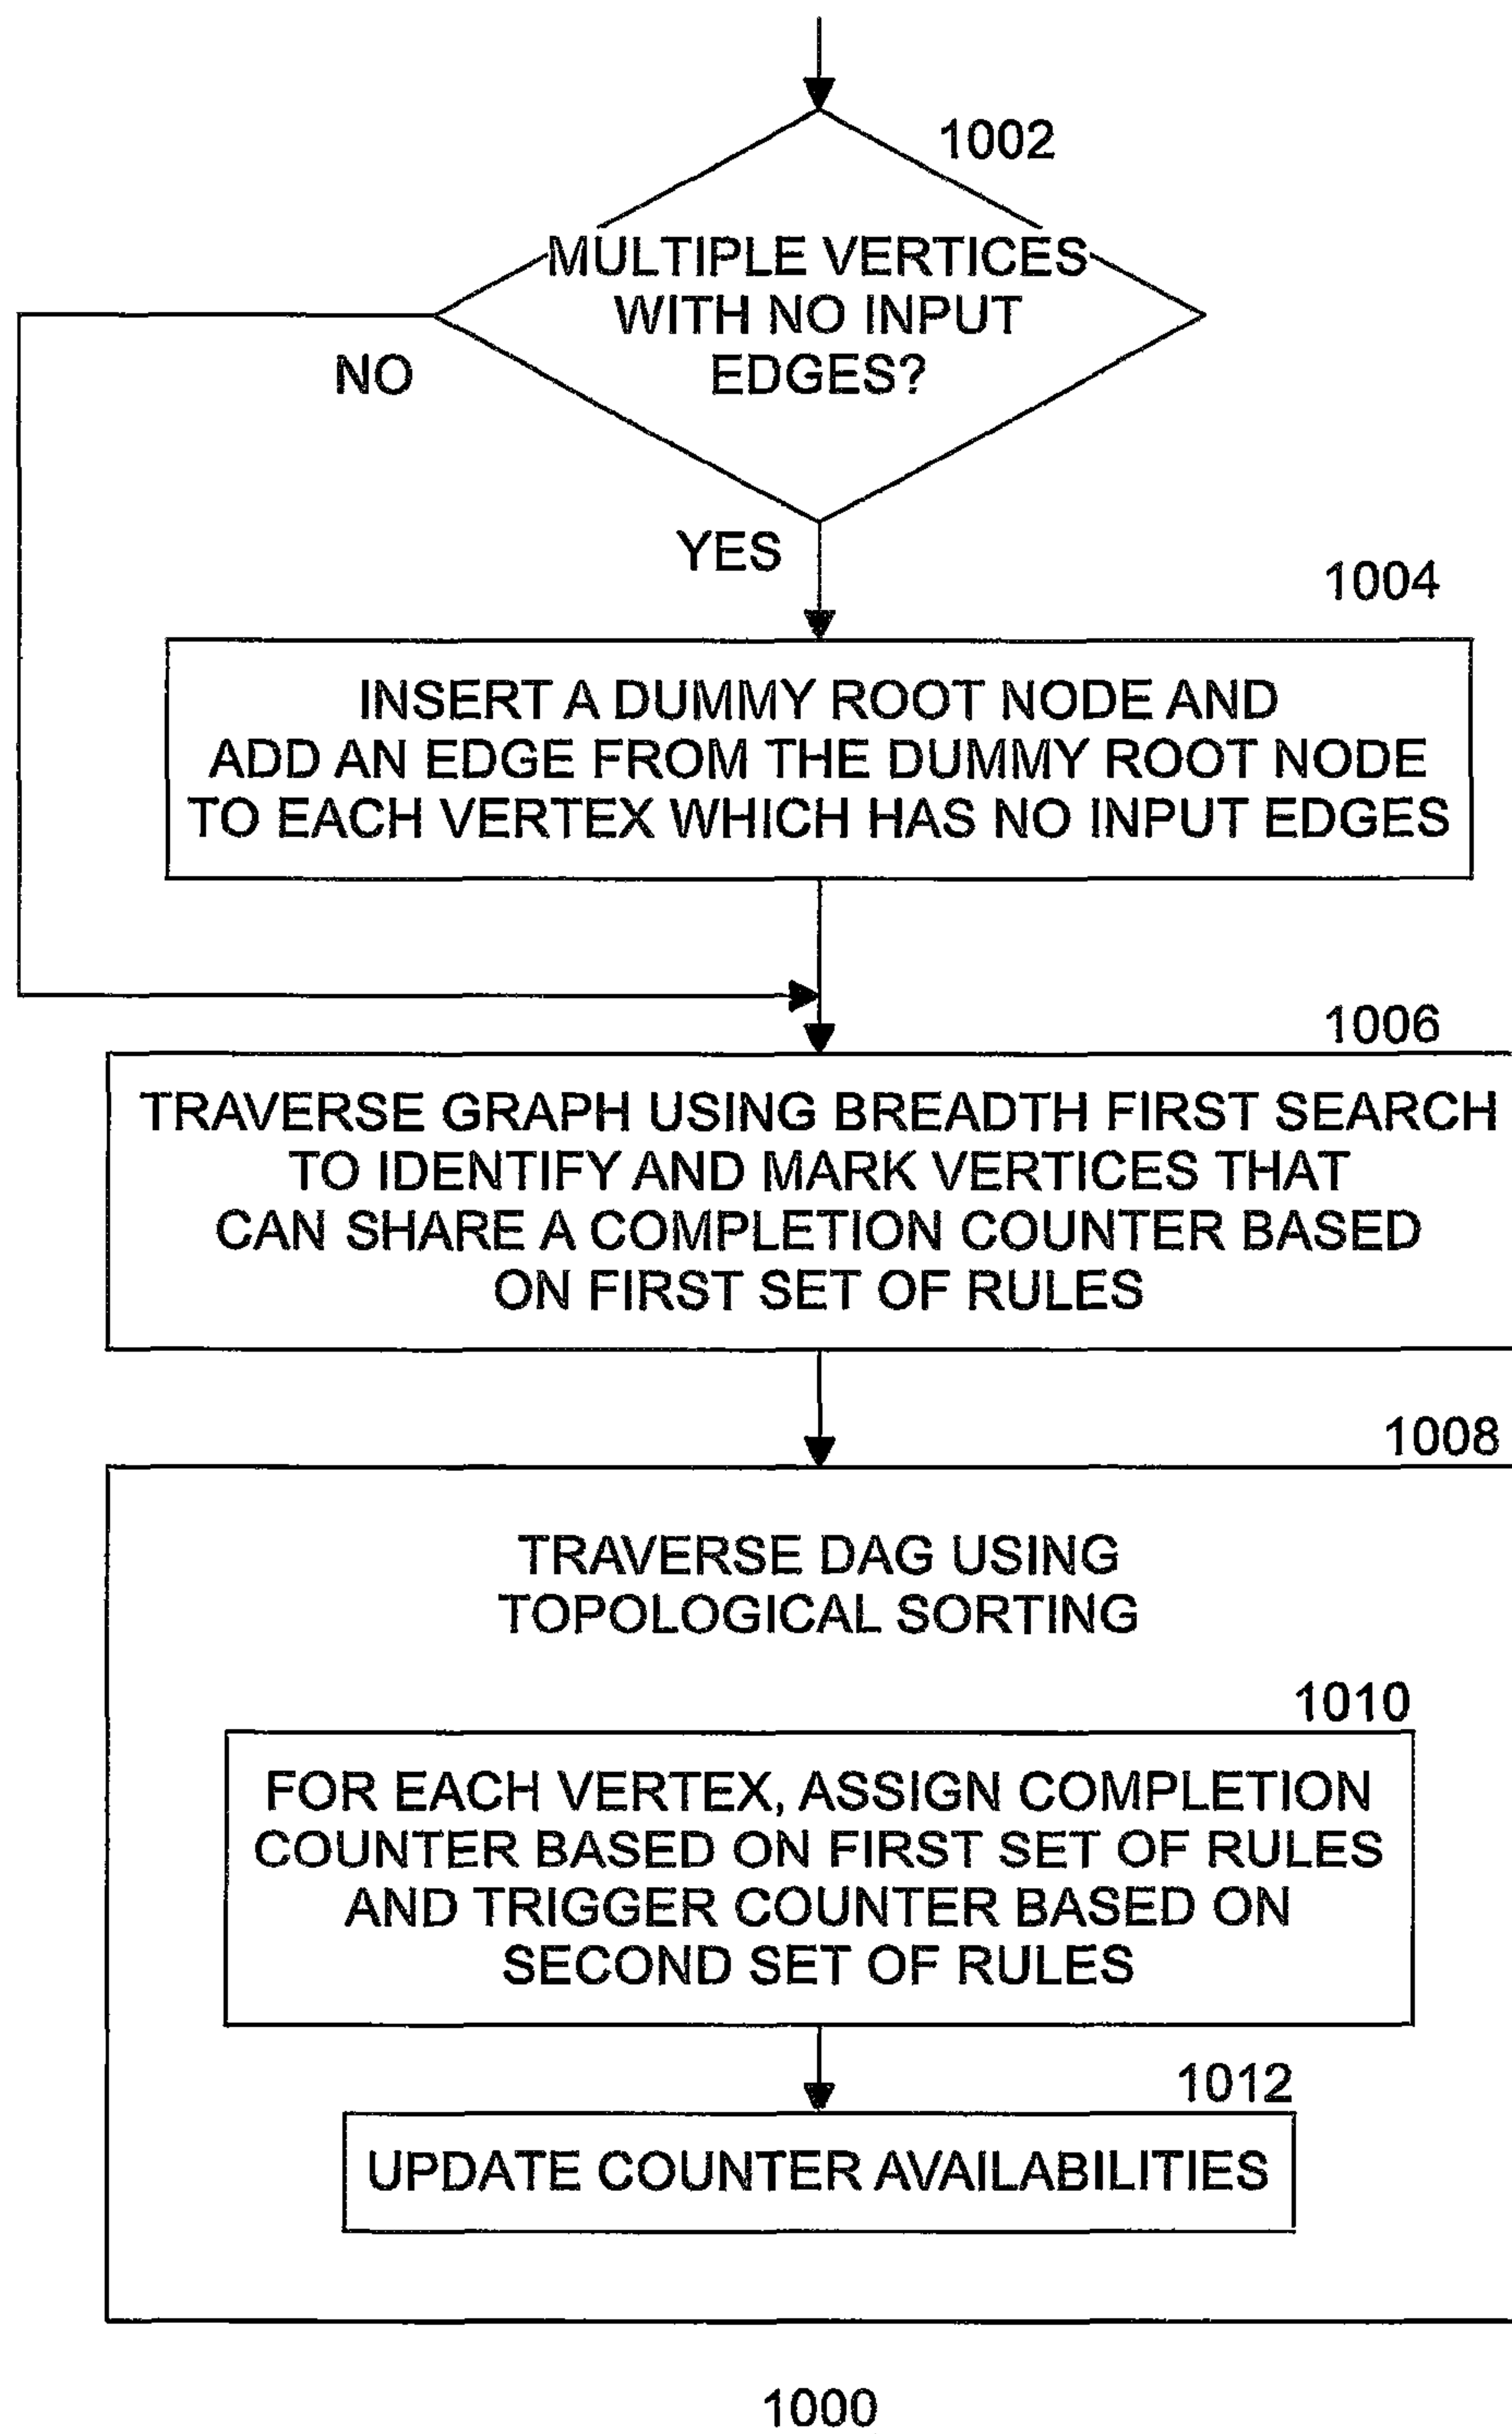 1002
MULTIPLE VERTICES
WITH NO INPUT
EDGES?
NO
YES
1004
INSERT A DUMMY ROOT NODE AND
ADD AN EDGE FROM THE DUMMY ROOT NODE
TO EACH VERTEX WHICH HAS NO INPUT EDGES
1006
TRAVERSE GRAPH USING BREADTH FIRST SEARCH
TO IDENTIFY AND MARK VERTICES THAT
CAN SHARE A COMPLETION COUNTER BASED
ON FIRST SET OF RULES
1008
TRAVERSE DAG USING
TOPOLOGICAL SORTING
1010
FOR EACH VERTEX, ASSIGN COMPLETION
COUNTER BASED ON FIRST SET OF RULES
AND TRIGGER COUNTER BASED ON
SECOND SET OF RULES
1012
UPDATE COUNTER AVAILABILITIES
1000